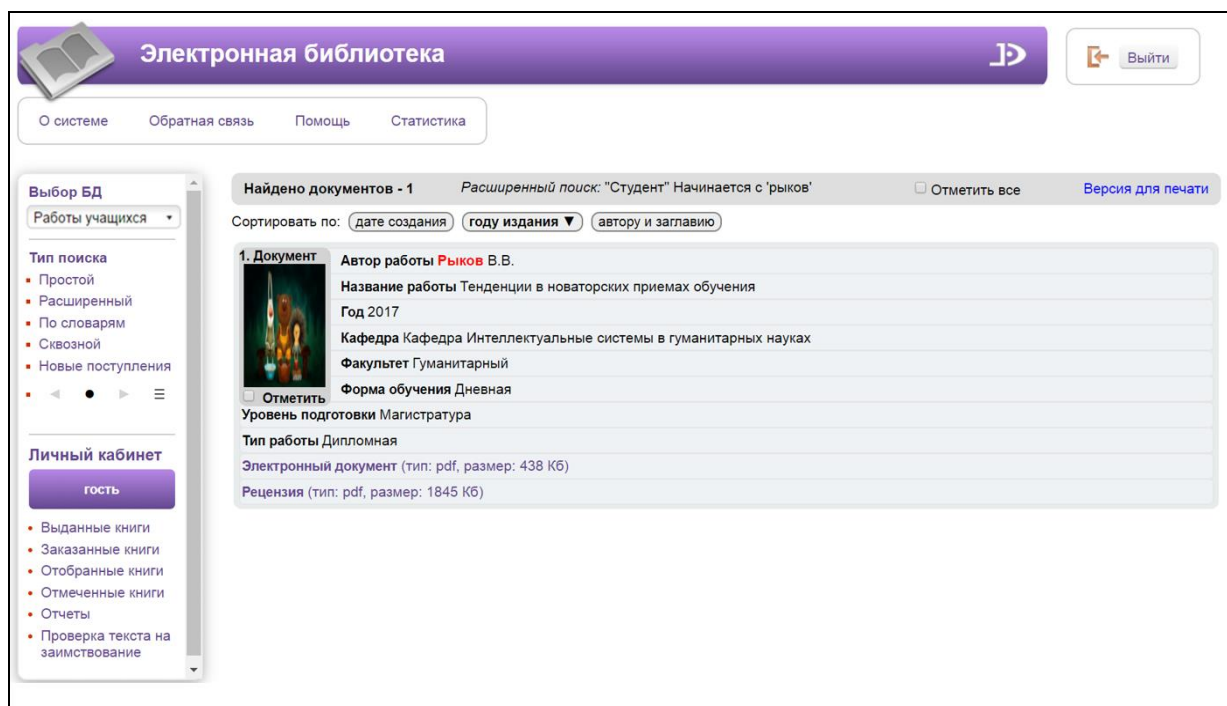 Электронная библиотека
Выйти
О системе Обратная связь Помощь Статистика
Выбор БД
Работы учащихся
Тип поиска
Простой
Расширенный
По словарям
Сквозной
Новые поступления
Личный кабинет
гость
Выданные книги
Заказанные книги
Отобранные книги
Отмеченные книги
Отчеты
Проверка текста на
заимствование
Найдено документов - 1 Расширенный поиск: "Студент" Начинается с 'рыков' Отметить все Версия для печати
Сортировать по: дате создания году издания ▼ автору и заглавию
1. Документ
Отметить
Автор работы Рыков В.В.
Название работы Тенденции в новаторских приемах обучения
Год 2017
Кафедра Кафедра Интеллектуальные системы в гуманитарных науках
Факультет Гуманитарный
Форма обучения Дневная
Уровень подготовки Магистратура
Тип работы Дипломная
Электронный документ (тип: pdf, размер: 438 Кб)
Рецензия (тип: pdf, размер: 1845 Кб)